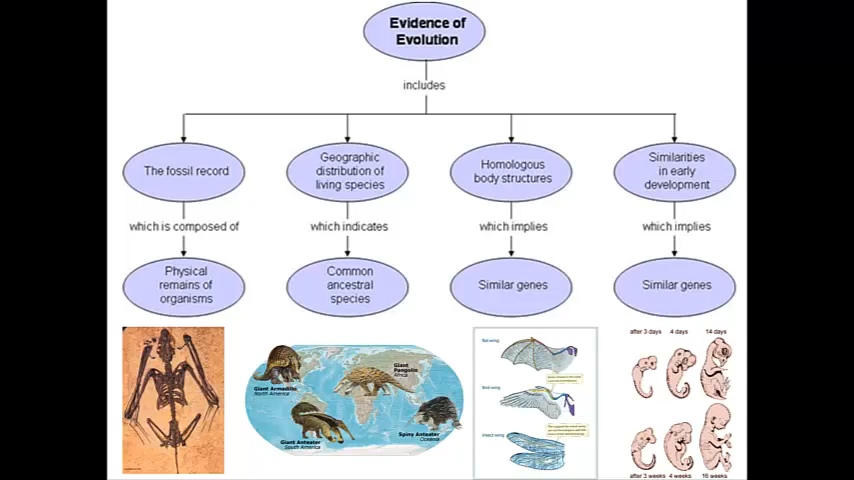 Evidence of
Evolution
includes
The fossil record
Geographic
distribution of
living species
Homologous
body structures
Similarities
in early
development
which is composed of
which indicates
which implies
which implies
Physical
remains of
organisms
Common
ancestral
species
Similar genes
Similar genes
Giant Armadillo
North America
Giant
Pangolin
Africa
Giant Anteater
South America
Spiny Anteater
Oceania
Bat wing
Bird wing
Insect wing
after 3 days 4 days 14 days
after 3 weeks 4 weeks 16 weeks